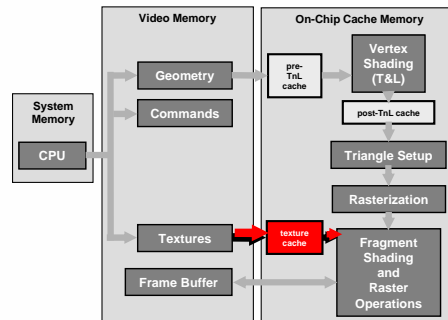 Video Memory
On-Chip Cache Memory
System
Memory
CPU
Geometry
Commands
Textures
Frame Buffer
pre-
TnL
cache
Vertex
Shading
(T&L)
post-TnL cache
Triangle Setup
Rasterization
texture
cache
Fragment
Shading
and
Raster
Operations